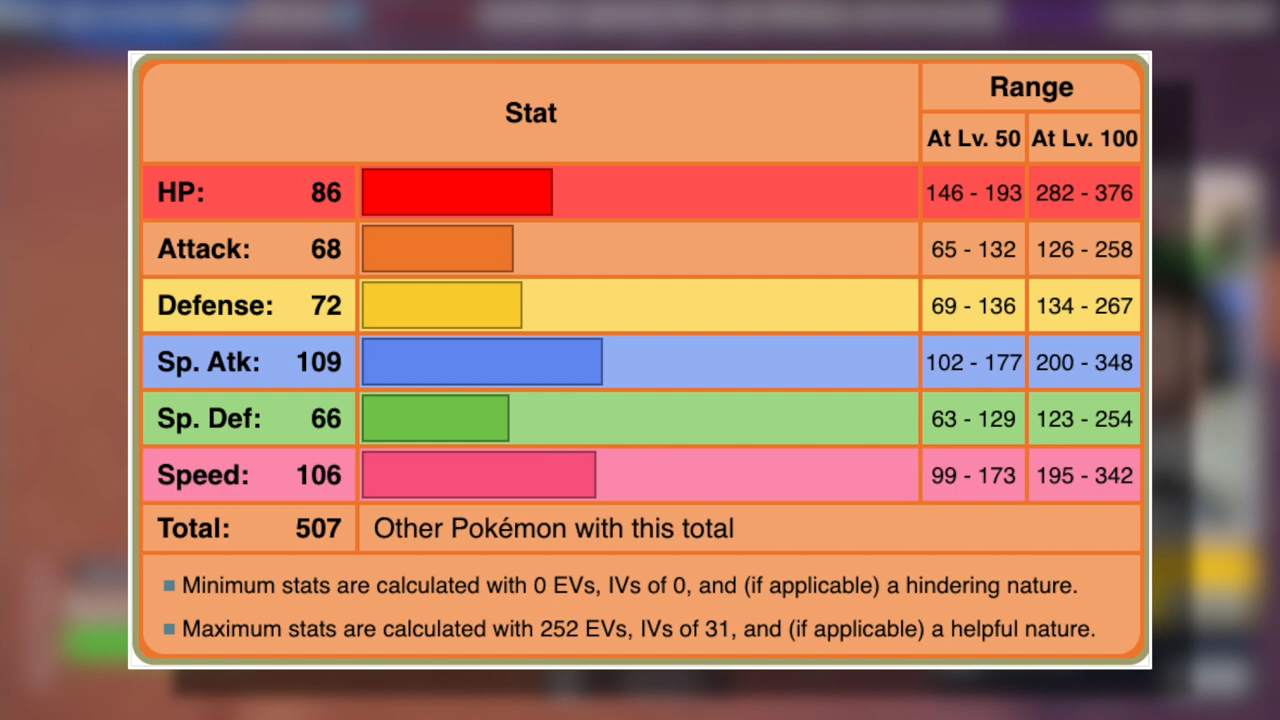 Stat
Range
At Lv. 50 At Lv. 100
HP: 86 146 - 193 282 - 376
Attack: 68 65 - 132 126 - 258
Defense: 72 69 - 136 134 - 267
Sp. Atk: 109 102 - 177 200 - 348
Sp. Def: 66 63 - 129 123 - 254
Speed: 106 99 - 173 195 - 342
Total: 507 Other Pokémon with this total
Minimum stats are calculated with 0 EVs, IVs of 0, and (if applicable) a hindering nature.
Maximum stats are calculated with 252 EVs, IVs of 31, and (if applicable) a helpful nature.